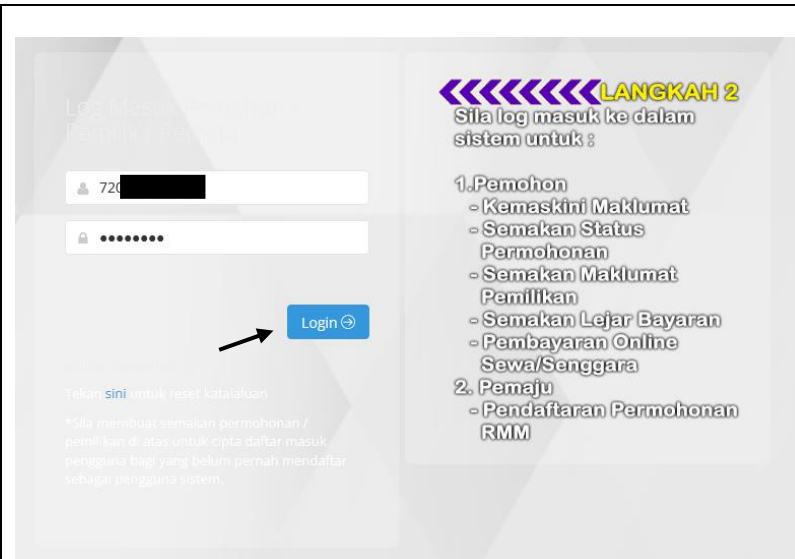 Log Masuk
720
••••••••
Login
Tekan sini untuk reset katalaluan
*Sila membuat semakan permohonan /
pemilikan di atas untuk cipta daftar masuk
pengguna bagi yang belum pernah mendaftar
sebagai pengguna sistem.
LANGKAH 2
Sila log masuk ke dalam
sistem untuk :
1.Pemohon
- Kemaskini Maklumat
- Semakan Status
Permohonan
- Semakan Maklumat
Pemilikan
- Semakan Lejar Bayaran
- Pembayaran Online
Sewa/Senggara
2. Pemaju
- Pendaftaran Permohonan
RMM